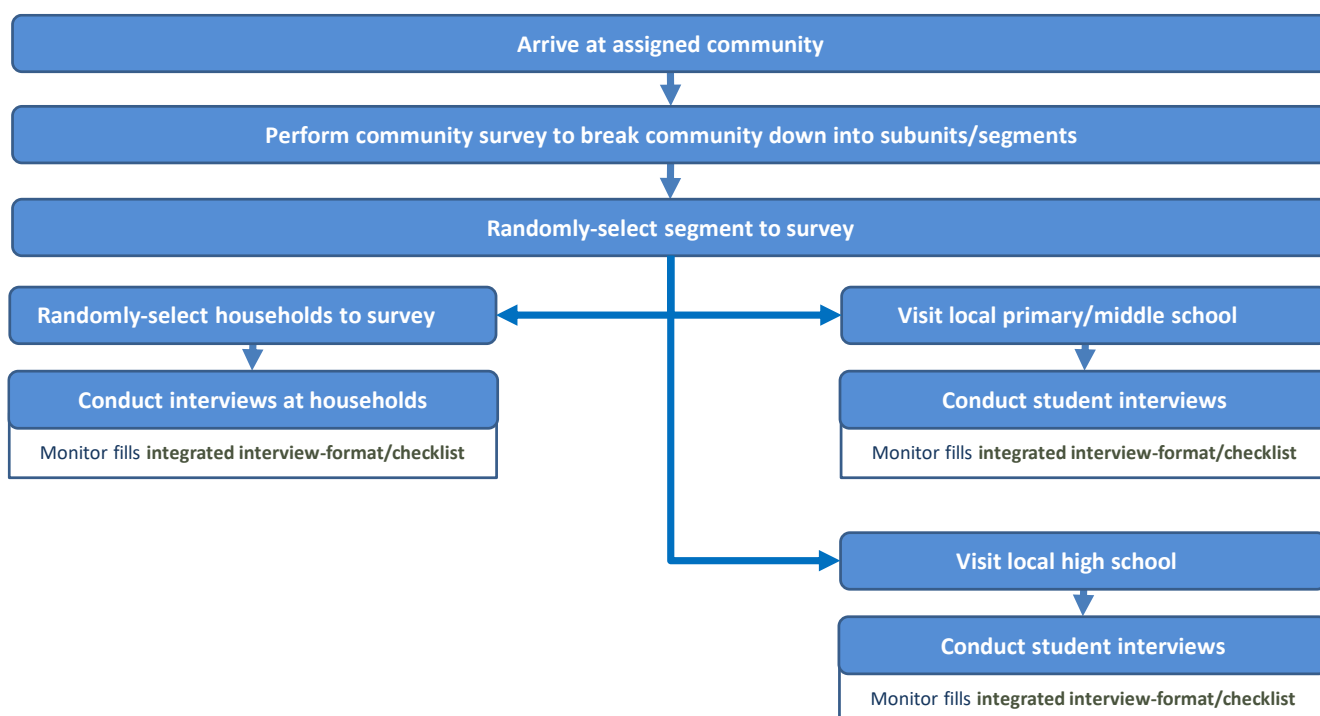 Arrive at assigned community
Perform community survey to break community down into subunits/segments
Randomly-select segment to survey
Randomly-select households to survey
Visit local primary/middle school
Conduct interviews at households
Conduct student interviews
Monitor fills integrated interview-format/checklist
Monitor fills integrated interview-format/checklist
Visit local high school
Conduct student interviews
Monitor fills integrated interview-format/checklist